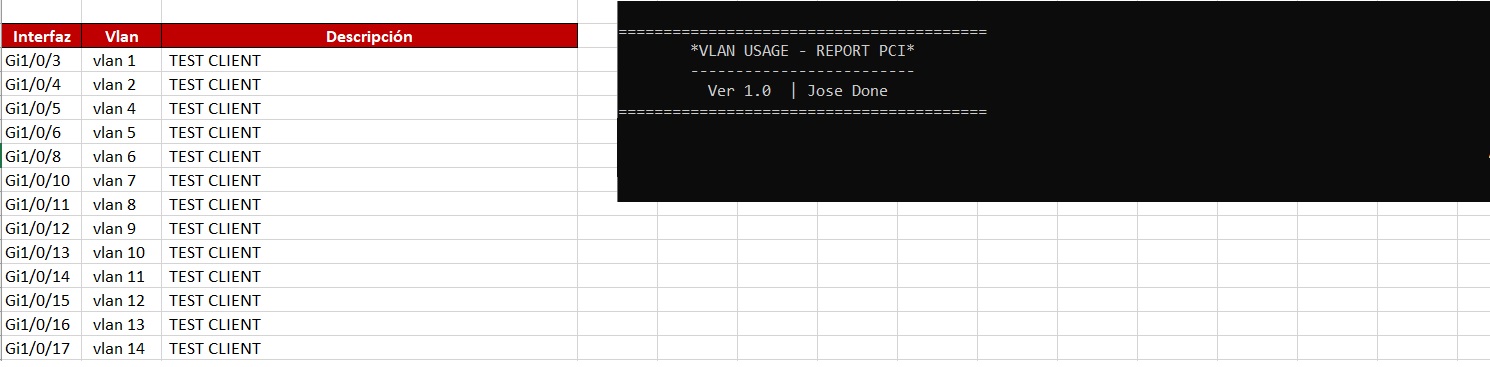 Interfaz Vlan Descripción
Gi1/0/3 vlan 1 TEST CLIENT
Gi1/0/4 vlan 2 TEST CLIENT
Gi1/0/5 vlan 4 TEST CLIENT
Gi1/0/6 vlan 5 TEST CLIENT
Gi1/0/8 vlan 6 TEST CLIENT
Gi1/0/10 vlan 7 TEST CLIENT
Gi1/0/11 vlan 8 TEST CLIENT
Gi1/0/12 vlan 9 TEST CLIENT
Gi1/0/13 vlan 10 TEST CLIENT
Gi1/0/14 vlan 11 TEST CLIENT
Gi1/0/15 vlan 12 TEST CLIENT
Gi1/0/16 vlan 13 TEST CLIENT
Gi1/0/17 vlan 14 TEST CLIENT
=========================================
*VLAN USAGE - REPORT PCI*
-------------------------
Ver 1.0 | Jose Done
=========================================